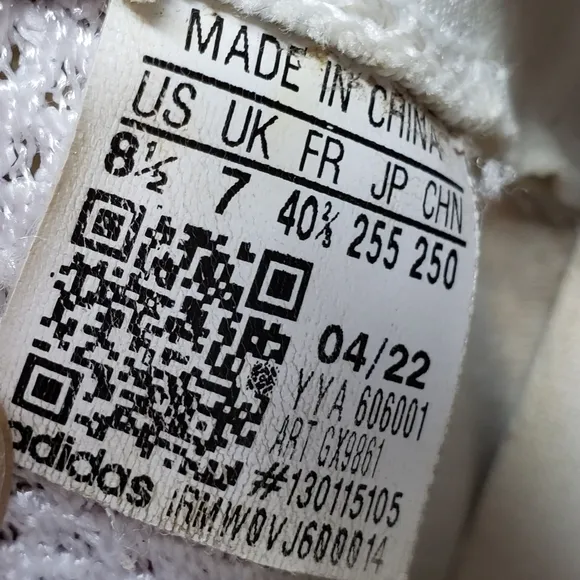 MADE IN CHINA
US UK FR JP CHN
8½ 7 40⅔ 255 250
04/22
YYA 606001
ART GX9861
#130115105
adidas
IRMW0VJ600014